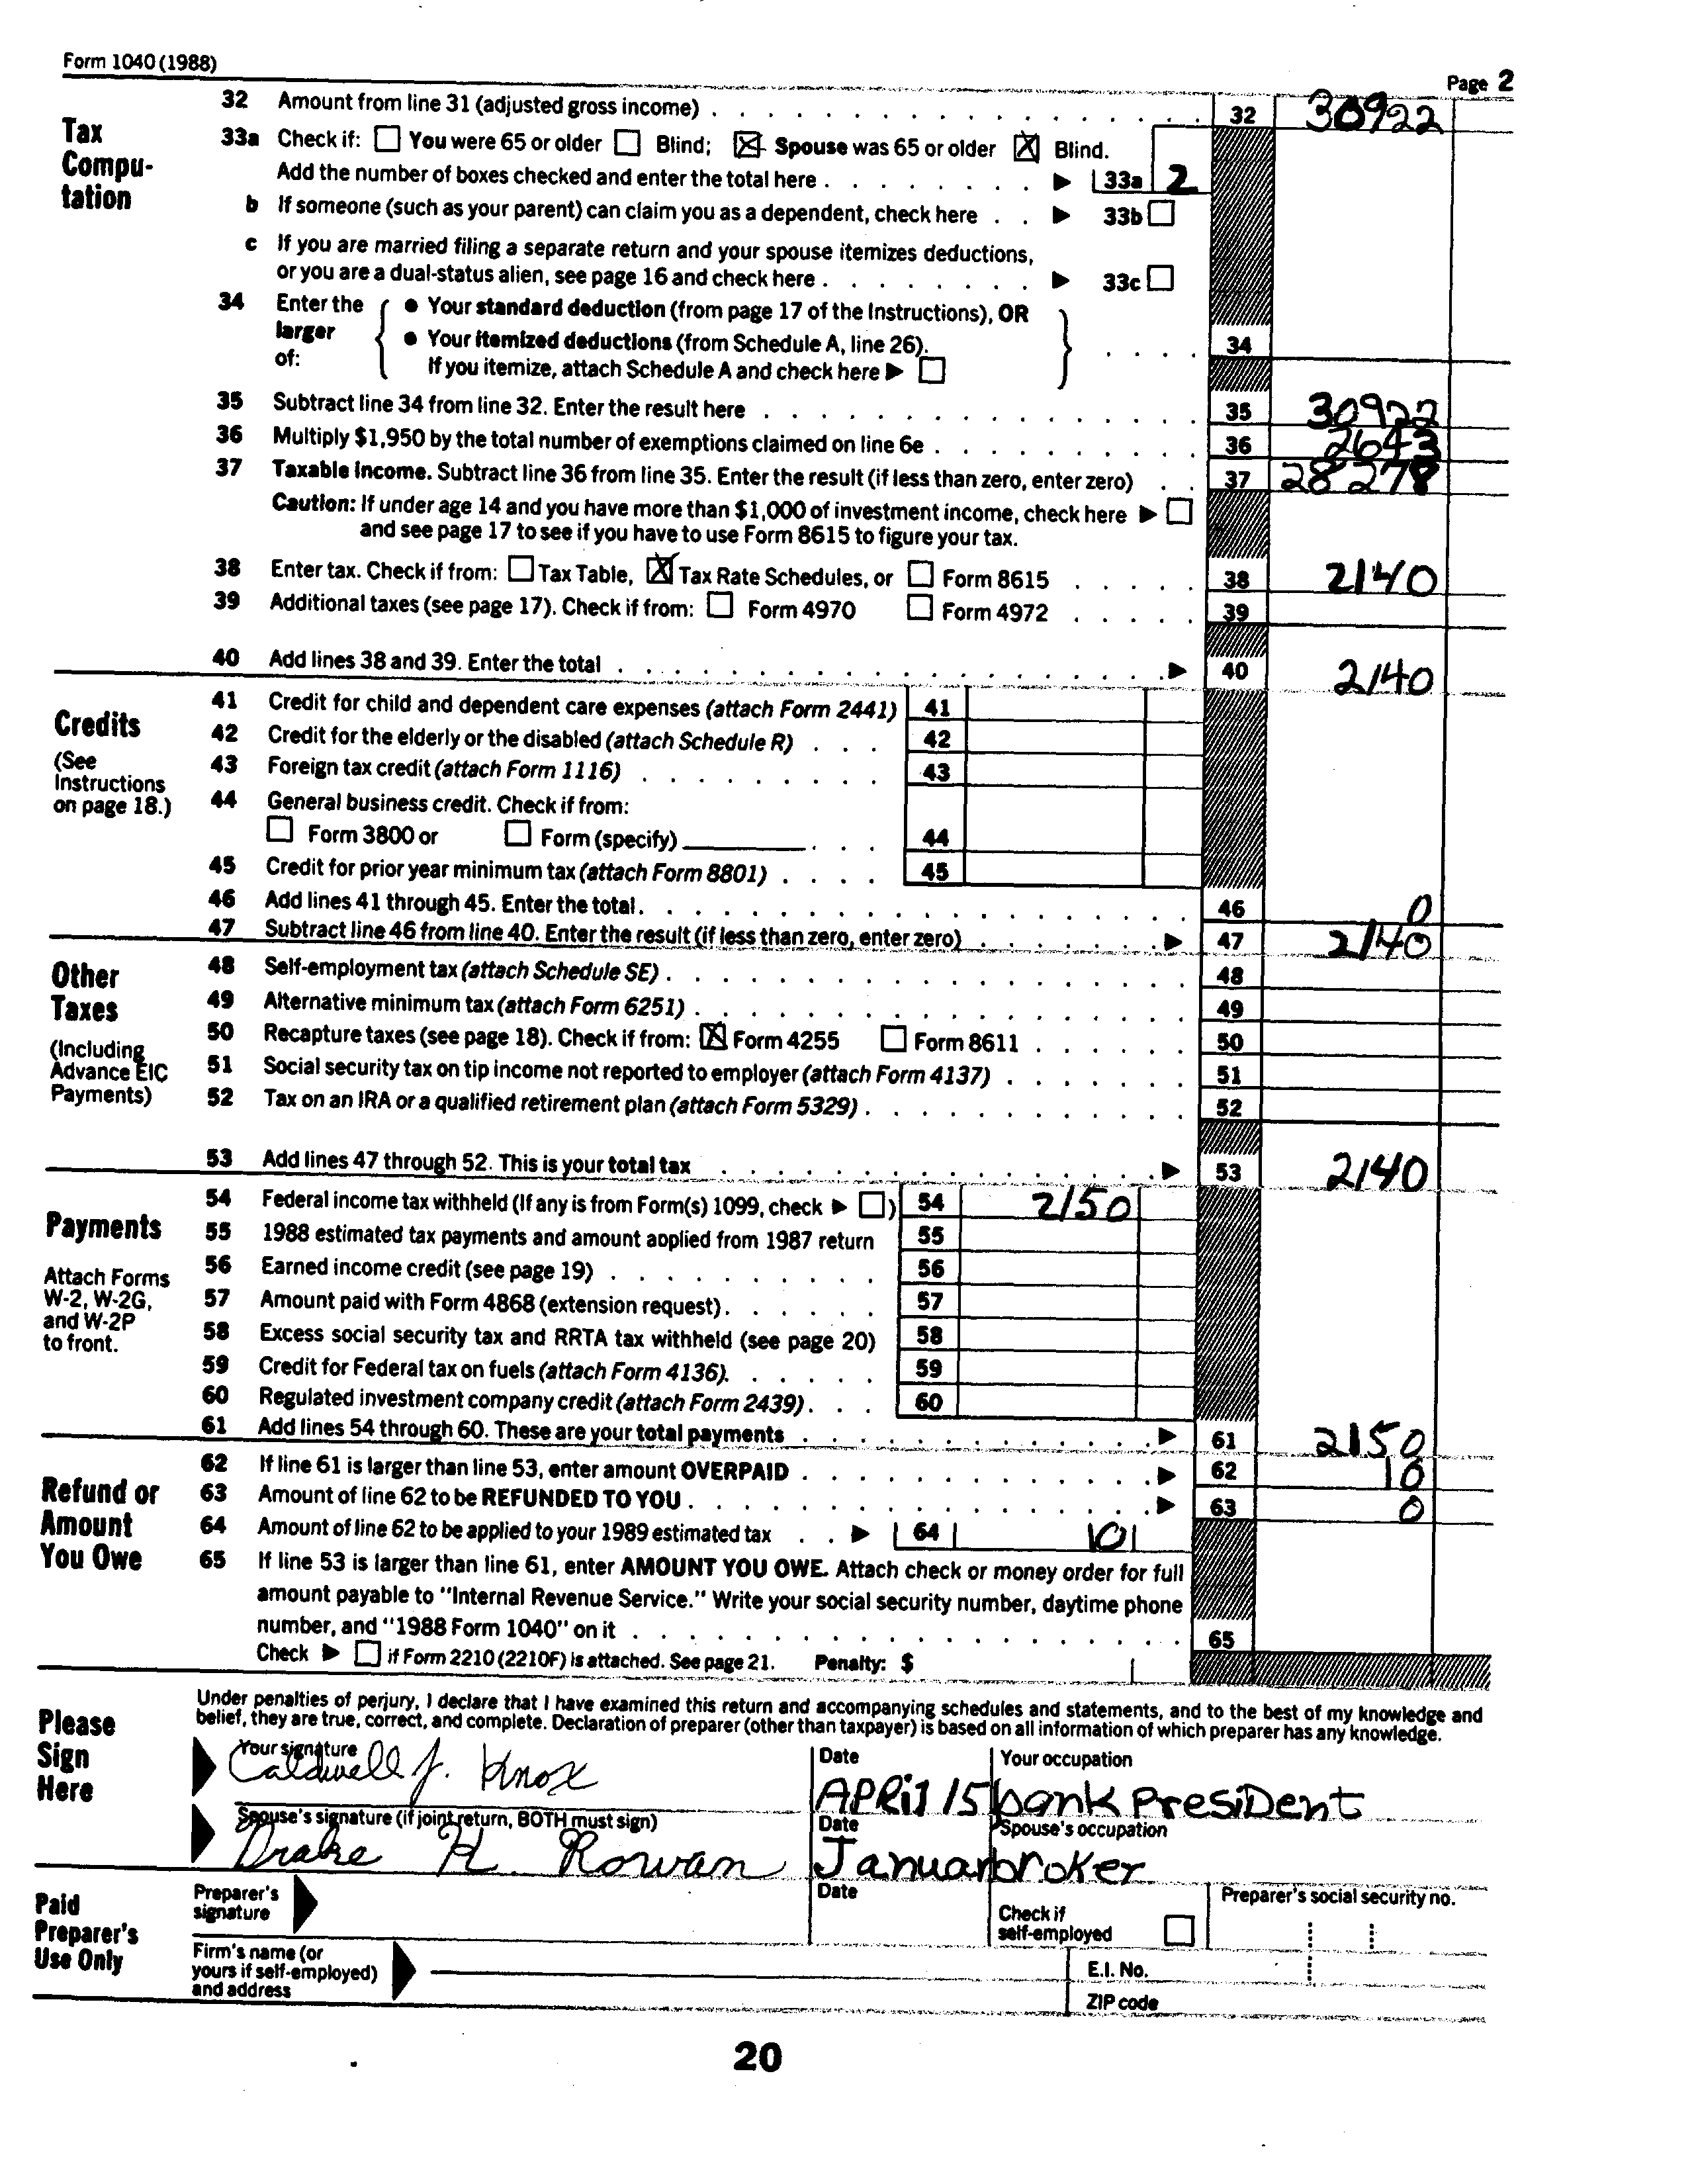 Form 1040 (1988)
Page 2
Tax Compu-tation
32 Amount from line 31 (adjusted gross income) 32 30922
33a Check if: You were 65 or older Blind; Spouse was 65 or older Blind.
Add the number of boxes checked and enter the total here 33a 2
b If someone (such as your parent) can claim you as a dependent, check here 33b
c If you are married filing a separate return and your spouse itemizes deductions,
or you are a dual-status alien, see page 16 and check here 33c
34 Enter the larger of:
• Your standard deduction (from page 17 of the Instructions), OR
• Your itemized deductions (from Schedule A, line 26).
If you itemize, attach Schedule A and check here 34
35 Subtract line 34 from line 32. Enter the result here 35 30922
36 Multiply $1,950 by the total number of exemptions claimed on line 6e 36 2643
37 Taxable income. Subtract line 36 from line 35. Enter the result (if less than zero, enter zero) 37 28278
Caution: If under age 14 and you have more than $1,000 of investment income, check here
and see page 17 to see if you have to use Form 8615 to figure your tax.
38 Enter tax. Check if from: Tax Table, Tax Rate Schedules, or Form 8615 38 2140
39 Additional taxes (see page 17). Check if from: Form 4970 Form 4972 39
40 Add lines 38 and 39. Enter the total 40 2140
Credits
(See Instructions on page 18.)
41 Credit for child and dependent care expenses (attach Form 2441) 41
42 Credit for the elderly or the disabled (attach Schedule R) 42
43 Foreign tax credit (attach Form 1116) 43
44 General business credit. Check if from:
Form 3800 or Form (specify) 44
45 Credit for prior year minimum tax (attach Form 8801) 45
46 Add lines 41 through 45. Enter the total 46 0
47 Subtract line 46 from line 40. Enter the result (if less than zero, enter zero) 47 2140
Other Taxes
(Including Advance EIC Payments)
48 Self-employment tax (attach Schedule SE) 48
49 Alternative minimum tax (attach Form 6251) 49
50 Recapture taxes (see page 18). Check if from: Form 4255 Form 8611 50
51 Social security tax on tip income not reported to employer (attach Form 4137) 51
52 Tax on an IRA or a qualified retirement plan (attach Form 5329) 52
53 Add lines 47 through 52. This is your total tax 53 2140
Payments
Attach Forms W-2, W-2G, and W-2P to front.
54 Federal income tax withheld (If any is from Form(s) 1099, check ) 54 2150
55 1988 estimated tax payments and amount applied from 1987 return 55
56 Earned income credit (see page 19) 56
57 Amount paid with Form 4868 (extension request) 57
58 Excess social security tax and RRTA tax withheld (see page 20) 58
59 Credit for Federal tax on fuels (attach Form 4136) 59
60 Regulated investment company credit (attach Form 2439) 60
61 Add lines 54 through 60. These are your total payments 61 2150
Refund or Amount You Owe
62 If line 61 is larger than line 53, enter amount OVERPAID 62 10
63 Amount of line 62 to be REFUNDED TO YOU 63 0
64 Amount of line 62 to be applied to your 1989 estimated tax 64 10
65 If line 53 is larger than line 61, enter AMOUNT YOU OWE. Attach check or money order for full
amount payable to "Internal Revenue Service." Write your social security number, daytime phone
number, and "1988 Form 1040" on it 65
Check if Form 2210 (2210F) is attached. See page 21. Penalty: $
Please Sign Here
Under penalties of perjury, I declare that I have examined this return and accompanying schedules and statements, and to the best of my knowledge and
belief, they are true, correct, and complete. Declaration of preparer (other than taxpayer) is based on all information of which preparer has any knowledge.
Your signature Date Your occupation
Caldwell J. Knox APRil 15 bank PresiDent
Spouse's signature (if joint return, BOTH must sign) Date Spouse's occupation
Drake H. Rowan Januar broker
Paid Preparer's Use Only
Preparer's signature Date Check if self-employed Preparer's social security no.
Firm's name (or yours if self-employed) and address E.I. No.
ZIP code
20